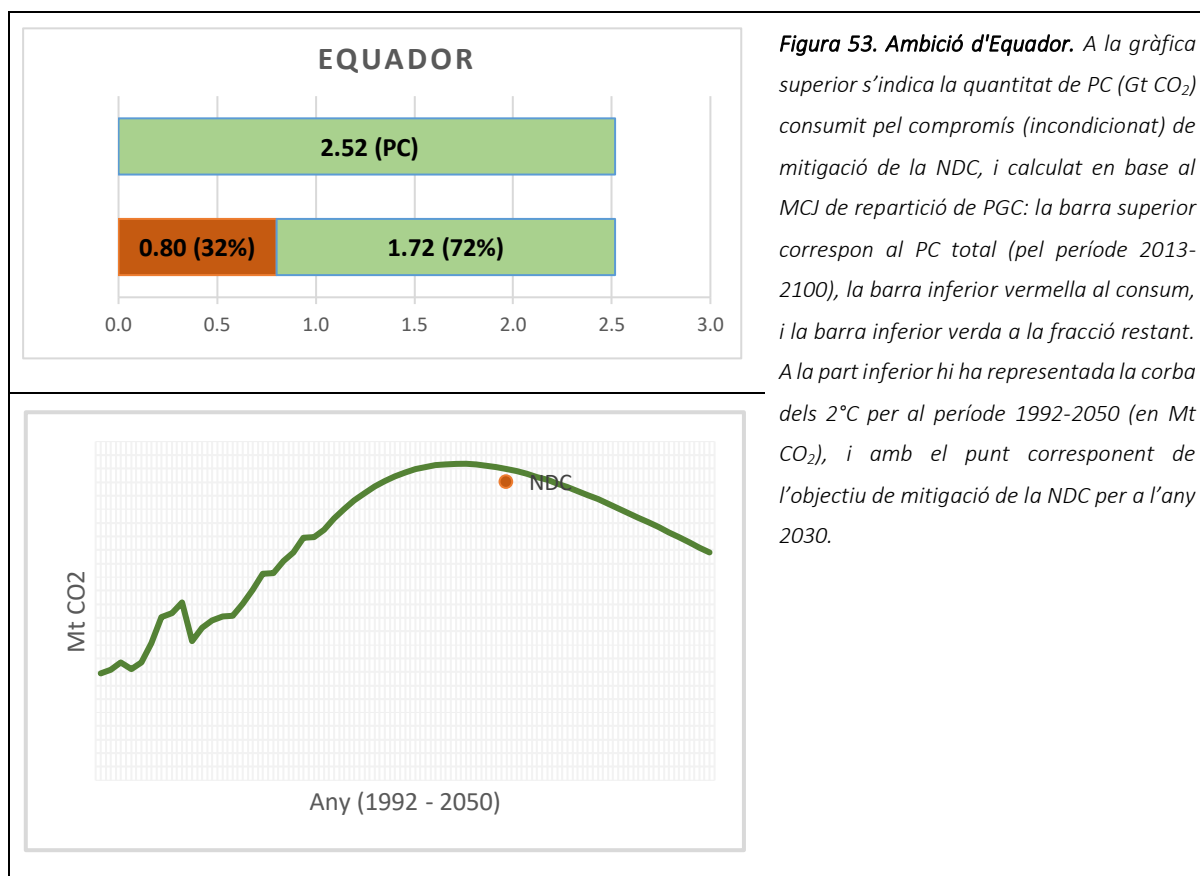 EQUADOR
2.52 (PC)
0.80 (32%) 1.72 (72%)
0.0 0.5 1.0 1.5 2.0 2.5 3.0
NDC
Mt CO2
Any (1992 - 2050)
Figura 53. Ambició d'Equador. A la gràfica
superior s’indica la quantitat de PC (Gt CO₂)
consumit pel compromís (incondicionat) de
mitigació de la NDC, i calculat en base al
MCJ de repartició de PGC: la barra superior
correspon al PC total (pel període 2013-
2100), la barra inferior vermella al consum,
i la barra inferior verda a la fracció restant.
A la part inferior hi ha representada la corba
dels 2°C per al període 1992-2050 (en Mt
CO₂), i amb el punt corresponent de
l’objectiu de mitigació de la NDC per a l’any
2030.